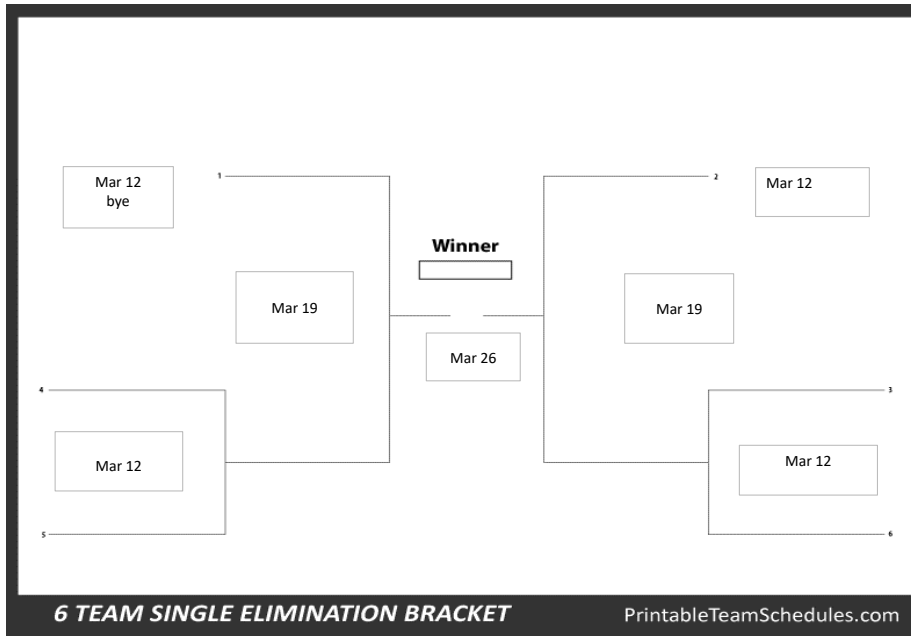 Mar 12
bye
1
2
Mar 12
Winner
Mar 19
Mar 19
Mar 26
4
3
Mar 12
Mar 12
5
6
6 TEAM SINGLE ELIMINATION BRACKET
PrintableTeamSchedules.com